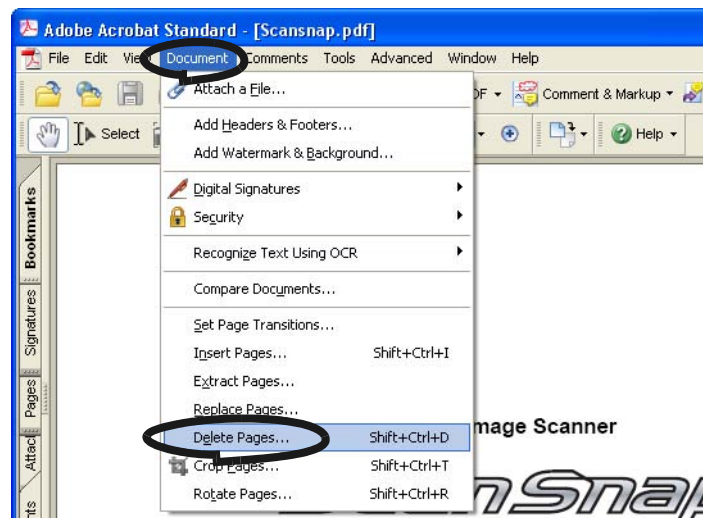 Adobe Acrobat Standard - [Scansnap.pdf]
File Edit View Document Comments Tools Advanced Window Help
Attach a File...
Comment & Markup
Select
Help
Add Headers & Footers...
Add Watermark & Background...
Digital Signatures
Security
Recognize Text Using OCR
Compare Documents...
Set Page Transitions...
Insert Pages... Shift+Ctrl+I
Extract Pages...
Replace Pages...
Delete Pages... Shift+Ctrl+D
Crop Pages... Shift+Ctrl+T
Rotate Pages... Shift+Ctrl+R
Bookmarks
Signatures
Pages
Attac
mage Scanner
nSnap